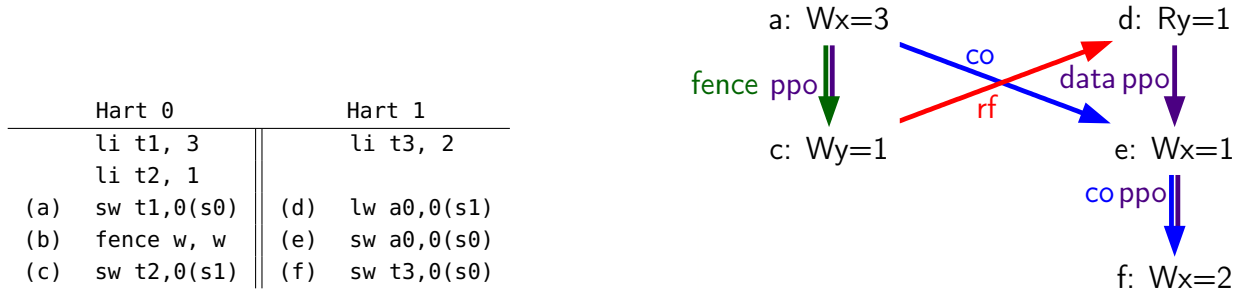 Hart 0 Hart 1
li t1, 3 li t3, 2
li t2, 1
(a) sw t1,0(s0) (d) lw a0,0(s1)
(b) fence w, w (e) sw a0,0(s0)
(c) sw t2,0(s1) (f) sw t3,0(s0)
a: Wx=3 d: Ry=1
co
fence ppo data ppo
rf
c: Wy=1 e: Wx=1
co ppo
f: Wx=2